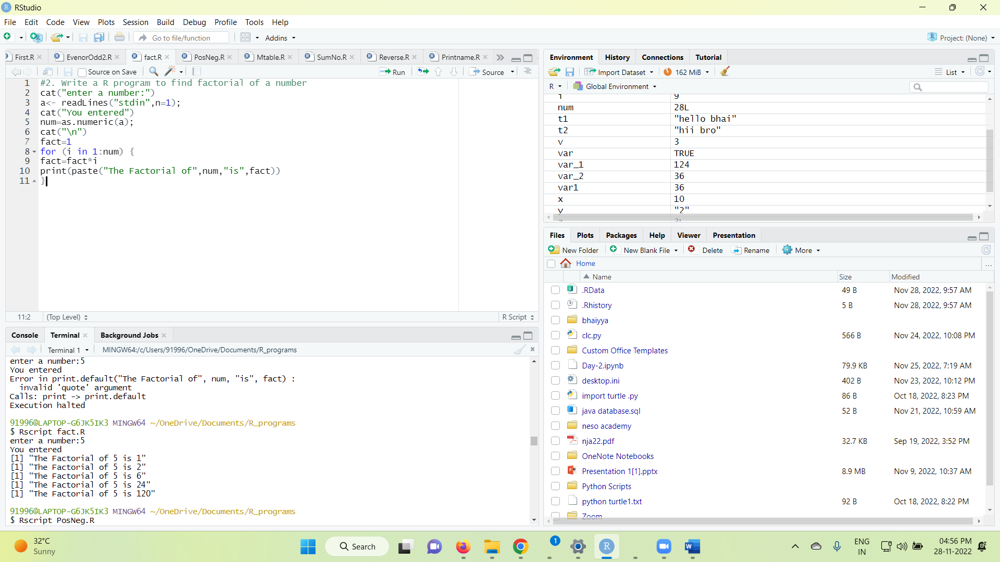 RStudio
File Edit Code View Plots Session Build Debug Profile Tools Help
Go to file/function Addins Project: (None)
First.R EvenorOdd2.R fact.R PosNeg.R Mtable.R SumNo.R Reverse.R Printname.R
Source on Save Run Source
1 #2. Write a R program to find factorial of a number
2 cat("enter a number:")
3 a<- readLines("stdin",n=1);
4 cat("You entered")
5 num=as.numeric(a);
6 cat("\n")
7 fact=1
8 for (i in 1:num) {
9 fact=fact*i
10 print(paste("The Factorial of",num,"is",fact))
11 }
11:2 (Top Level) R Script
Console Terminal Background Jobs
Terminal 1 MINGW64:/c/Users/91996/OneDrive/Documents/R_programs
enter a number:5
You entered
Error in print.default("The Factorial of", num, "is", fact) :
invalid 'quote' argument
Calls: print -> print.default
Execution halted
91996@LAPTOP-G6JK5IK3 MINGW64 ~/OneDrive/Documents/R_programs
$ Rscript fact.R
enter a number:5
You entered
[1] "The Factorial of 5 is 1"
[1] "The Factorial of 5 is 2"
[1] "The Factorial of 5 is 6"
[1] "The Factorial of 5 is 24"
[1] "The Factorial of 5 is 120"
91996@LAPTOP-G6JK5IK3 MINGW64 ~/OneDrive/Documents/R_programs
$ Rscript PosNeg.R
Environment History Connections Tutorial
Import Dataset 162 MiB List
R Global Environment
9
num 28L
t1 "hello bhai"
t2 "hii bro"
v 3
var TRUE
var_1 124
var_2 36
var1 36
x 10
y "2"
Files Plots Packages Help Viewer Presentation
New Folder New Blank File Delete Rename More
Home ...
Name Size Modified
.RData 49 B Nov 28, 2022, 9:57 AM
.Rhistory 5 B Nov 28, 2022, 9:57 AM
bhaiyya
clc.py 566 B Nov 24, 2022, 10:08 PM
Custom Office Templates
Day-2.ipynb 79.9 KB Nov 25, 2022, 7:19 AM
desktop.ini 402 B Nov 23, 2022, 10:12 PM
import turtle .py 86 B Oct 18, 2022, 8:23 PM
java database.sql 52 B Nov 21, 2022, 10:59 AM
neso academy
nja22.pdf 32.7 KB Sep 19, 2022, 3:52 PM
OneNote Notebooks
Presentation 1[1].pptx 8.9 MB Nov 9, 2022, 10:37 AM
Python Scripts
python turtle1.txt 92 B Oct 18, 2022, 8:22 PM
Zoom
32°C
Sunny
Search
1
ENG
IN
04:56 PM
28-11-2022